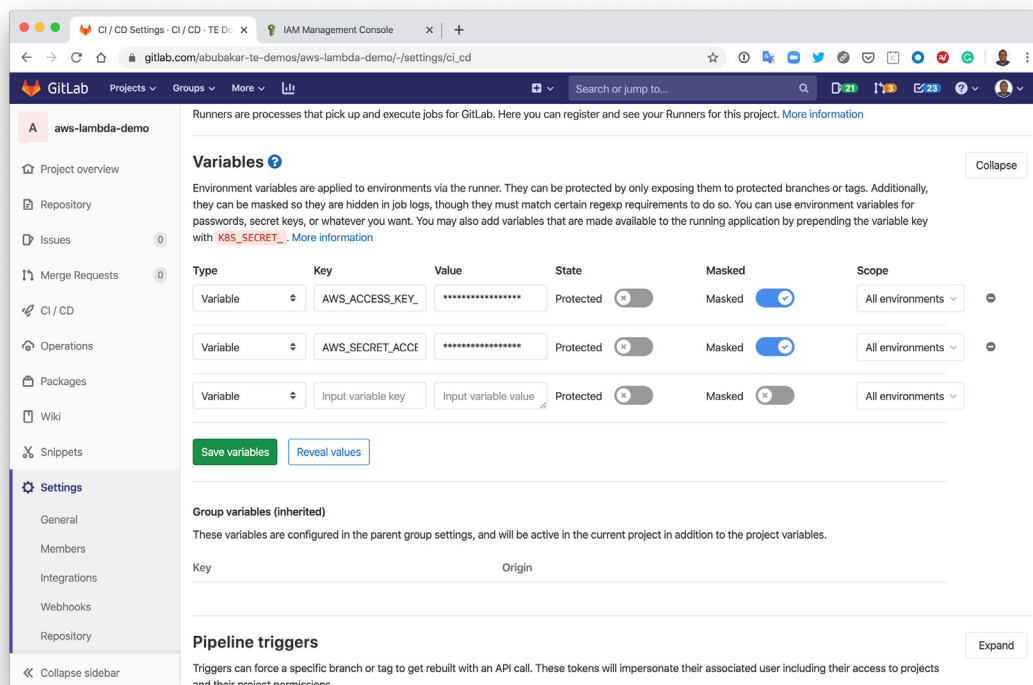 CI / CD Settings · CI / CD · TE De
IAM Management Console
gitlab.com/abubakar-te-demos/aws-lambda-demo/-/settings/ci_cd
GitLab
Projects
Groups
More
Search or jump to...
21
3
23
A
aws-lambda-demo
Project overview
Repository
Issues
0
Merge Requests
0
CI / CD
Operations
Packages
Wiki
Snippets
Settings
General
Members
Integrations
Webhooks
Repository
Collapse sidebar
Runners are processes that pick up and execute jobs for GitLab. Here you can register and see your Runners for this project. More information
Variables
Collapse
Environment variables are applied to environments via the runner. They can be protected by only exposing them to protected branches or tags. Additionally,
they can be masked so they are hidden in job logs, though they must match certain regexp requirements to do so. You can use environment variables for
passwords, secret keys, or whatever you want. You may also add variables that are made available to the running application by prepending the variable key
with K8S_SECRET_. More information
Type Key Value State Masked Scope
Variable AWS_ACCESS_KEY_ ***************** Protected Masked All environments
Variable AWS_SECRET_ACCE ***************** Protected Masked All environments
Variable Input variable key Input variable value Protected Masked All environments
Save variables Reveal values
Group variables (inherited)
These variables are configured in the parent group settings, and will be active in the current project in addition to the project variables.
Key Origin
Pipeline triggers
Expand
Triggers can force a specific branch or tag to get rebuilt with an API call. These tokens will impersonate their associated user including their access to projects
and their project permissions.